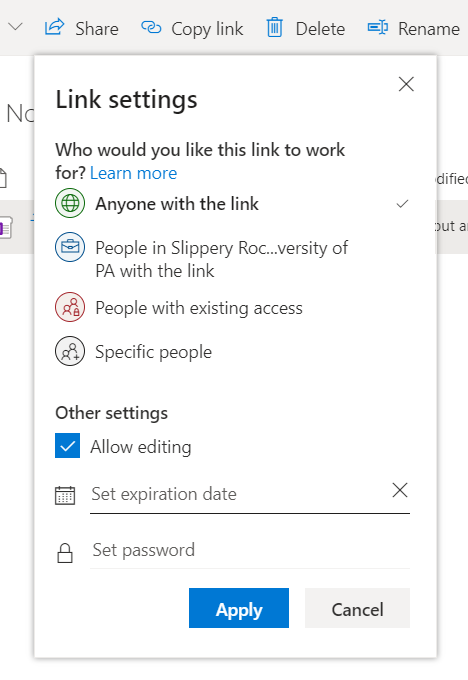 Share Copy link Delete Rename
No
Link settings
Who would you like this link to work
for? Learn more
Anyone with the link
People in Slippery Roc...versity of
PA with the link
People with existing access
Specific people
Other settings
Allow editing
Set expiration date
Set password
Apply Cancel